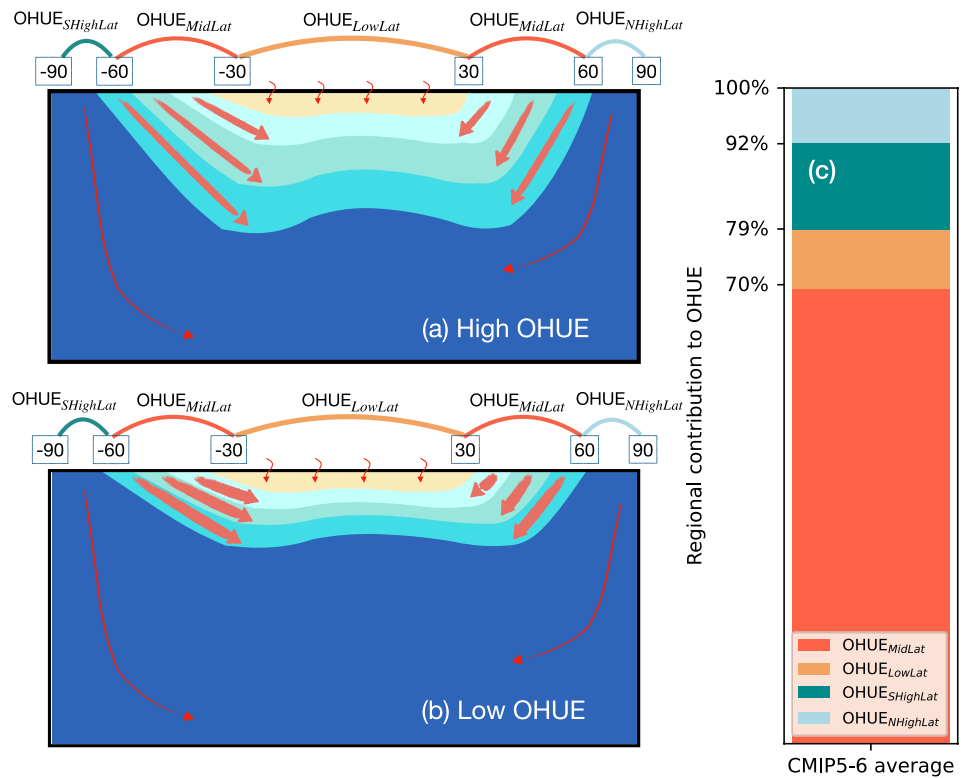 OHUE_SHighLat OHUE_MidLat OHUE_LowLat OHUE_MidLat OHUE_NHighLat
-90 -60 -30 30 60 90
(a) High OHUE
OHUE_SHighLat OHUE_MidLat OHUE_LowLat OHUE_MidLat OHUE_NHighLat
-90 -60 -30 30 60 90
(b) Low OHUE
Regional contribution to OHUE
100%
92%
79%
70%
(c)
OHUE_MidLat
OHUE_LowLat
OHUE_SHighLat
OHUE_NHighLat
CMIP5-6 average